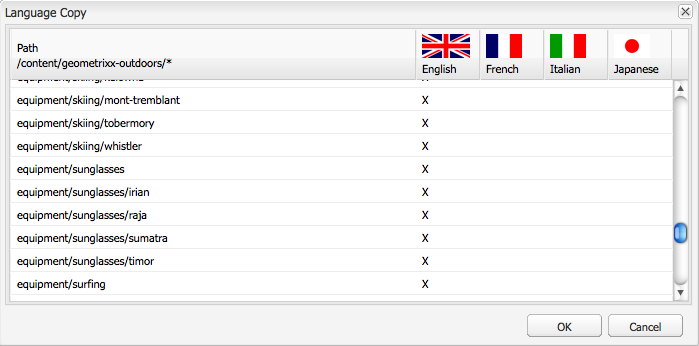 Language Copy
Path
/content/geometrixx-outdoors/*
English French Italian Japanese
equipment/skiing/mont-tremblant X
equipment/skiing/tobermory X
equipment/skiing/whistler X
equipment/sunglasses X
equipment/sunglasses/irian X
equipment/sunglasses/raja X
equipment/sunglasses/sumatra X
equipment/sunglasses/timor X
equipment/surfing X
OK Cancel